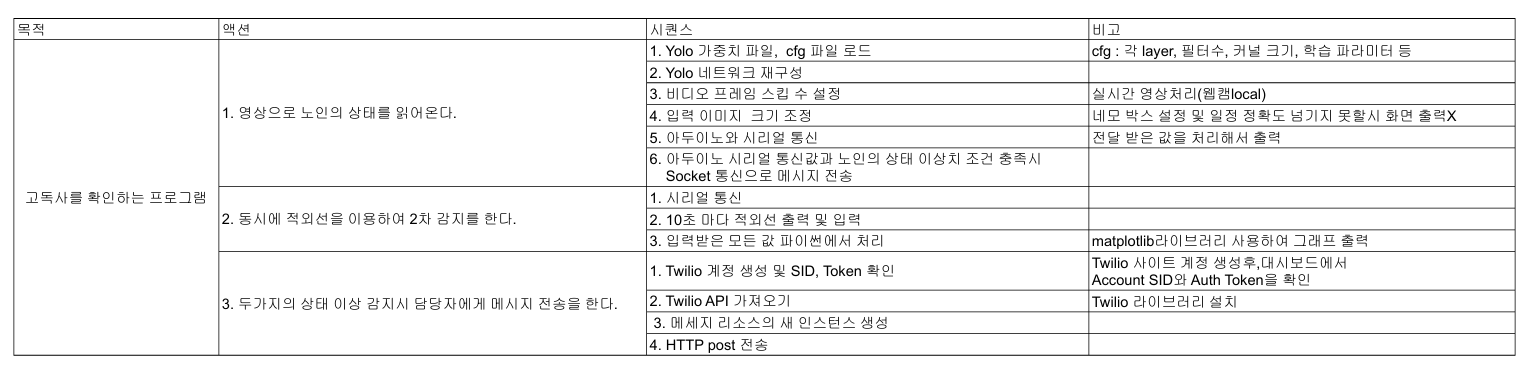 목적 액션 시퀀스 비고
고독사를 확인하는 프로그램
1. 영상으로 노인의 상태를 읽어온다.
1. Yolo 가중치 파일, cfg 파일 로드 cfg : 각 layer, 필터수, 커널 크기, 학습 파라미터 등
2. Yolo 네트워크 재구성
3. 비디오 프레임 스킵 수 설정 실시간 영상처리(웹캠local)
4. 입력 이미지 크기 조정 네모 박스 설정 및 일정 정확도 넘기지 못할시 화면 출력X
5. 아두이노와 시리얼 통신 전달 받은 값을 처리해서 출력
6. 아두이노 시리얼 통신값과 노인의 상태 이상치 조건 충족시
Socket 통신으로 메시지 전송
2. 동시에 적외선을 이용하여 2차 감지를 한다.
1. 시리얼 통신
2. 10초 마다 적외선 출력 및 입력
3. 입력받은 모든 값 파이썬에서 처리 matplotlib라이브러리 사용하여 그래프 출력
3. 두가지의 상태 이상 감지시 담당자에게 메시지 전송을 한다.
1. Twilio 계정 생성 및 SID, Token 확인
Twilio 사이트 계정 생성후,대시보드에서
Account SID와 Auth Token을 확인
2. Twilio API 가져오기 Twilio 라이브러리 설치
3. 메세지 리소스의 새 인스턴스 생성
4. HTTP post 전송